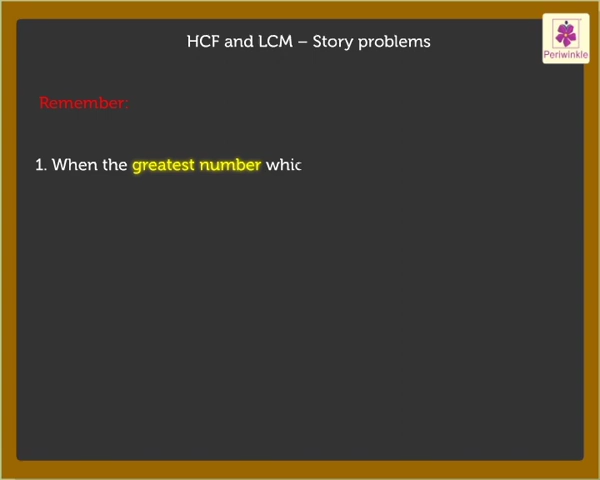 HCF and LCM – Story problems
Periwinkle
Remember:
1. When the greatest number whic